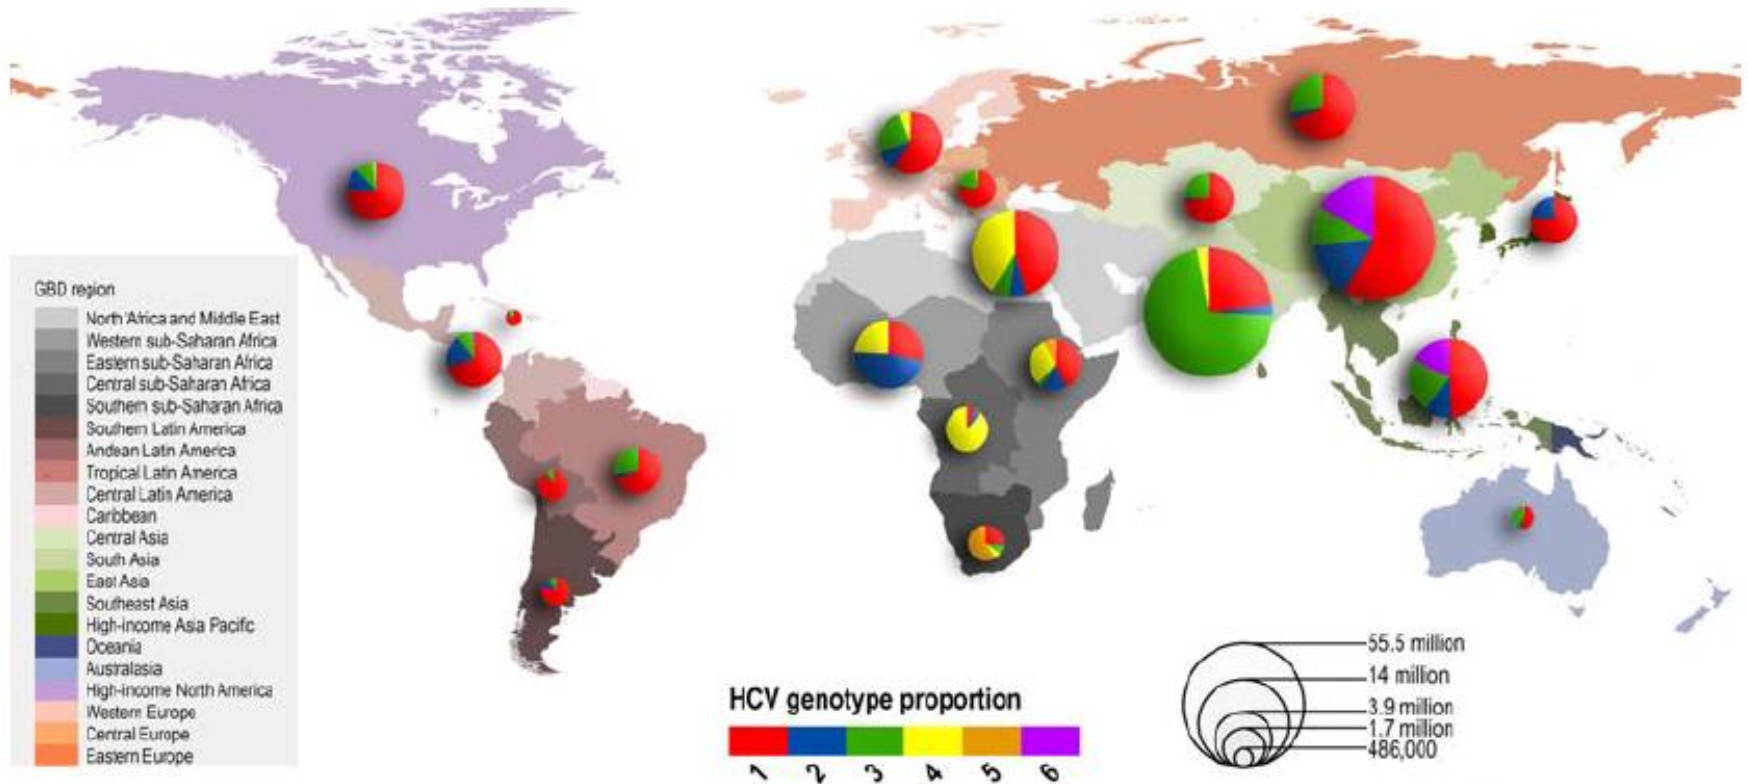 GBD region
North Africa and Middle East
Western sub-Saharan Africa
Eastern sub-Saharan Africa
Central sub-Saharan Africa
Southern sub-Saharan Africa
Southern Latin America
Andean Latin America
Tropical Latin America
Central Latin America
Caribbean
Central Asia
South Asia
East Asia
Southeast Asia
High-income Asia Pacific
Oceania
Australasia
High-income North America
Western Europe
Central Europe
Eastern Europe
HCV genotype proportion
1 2 3 4 5 6
55.5 million
14 million
3.9 million
1.7 million
486,000